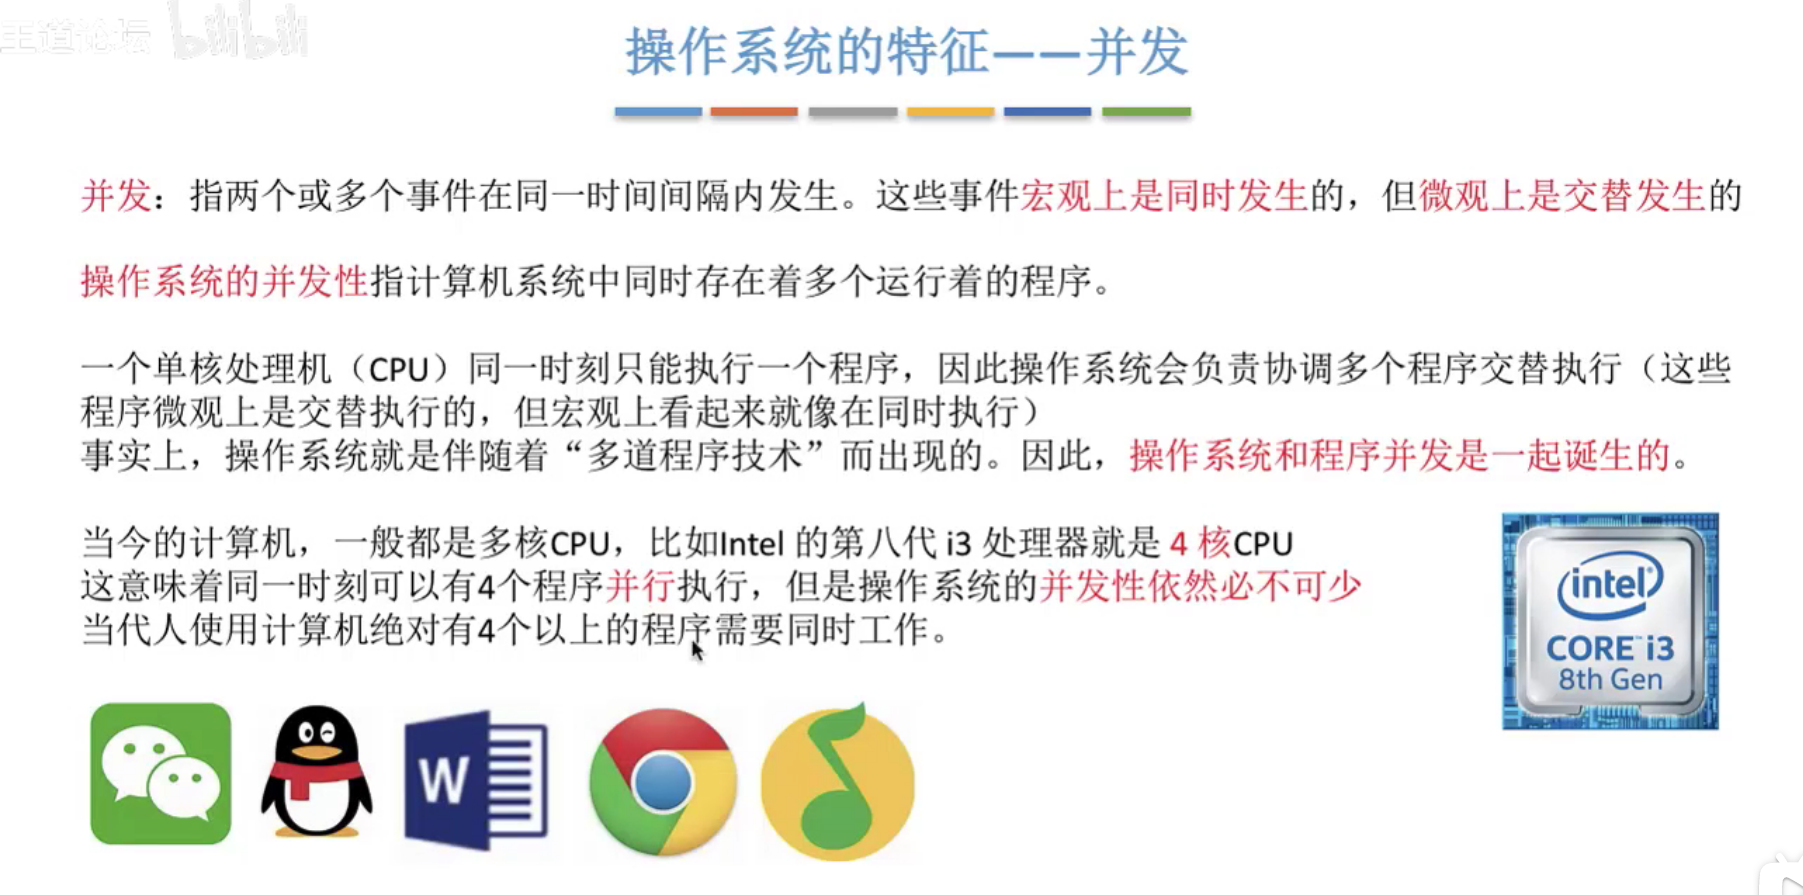 王道论坛 bilibili
操作系统的特征——并发
并发：指两个或多个事件在同一时间间隔内发生。这些事件宏观上是同时发生的，但微观上是交替发生的
操作系统的并发性指计算机系统中同时存在着多个运行着的程序。
一个单核处理机（CPU）同一时刻只能执行一个程序，因此操作系统会负责协调多个程序交替执行（这些
程序微观上是交替执行的，但宏观上看起来就像在同时执行）
事实上，操作系统就是伴随着“多道程序技术”而出现的。因此，操作系统和程序并发是一起诞生的。
当今的计算机，一般都是多核CPU，比如Intel 的第八代 i3 处理器就是 4 核CPU
这意味着同一时刻可以有4个程序并行执行，但是操作系统的并发性依然必不可少
当代人使用计算机绝对有4个以上的程序需要同时工作。
intel
CORE™ i3
8th Gen
W